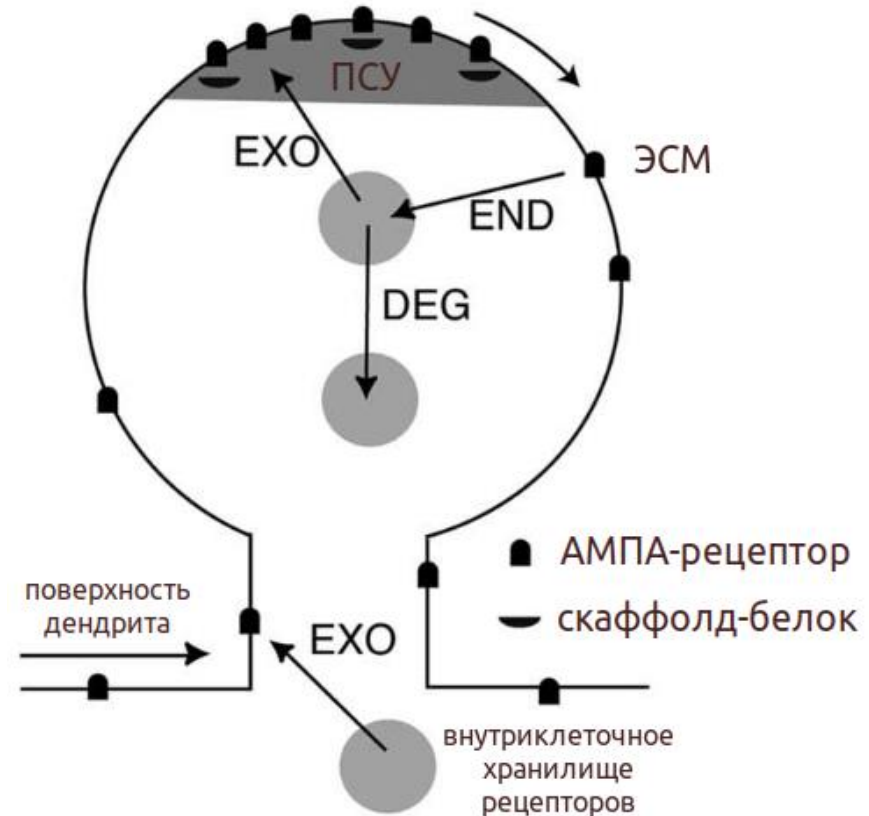 ПСУ
EXO
ЭСМ
END
DEG
АМПА-рецептор
скаффолд-белок
поверхность
дендрита
EXO
внутриклеточное
хранилище
рецепторов